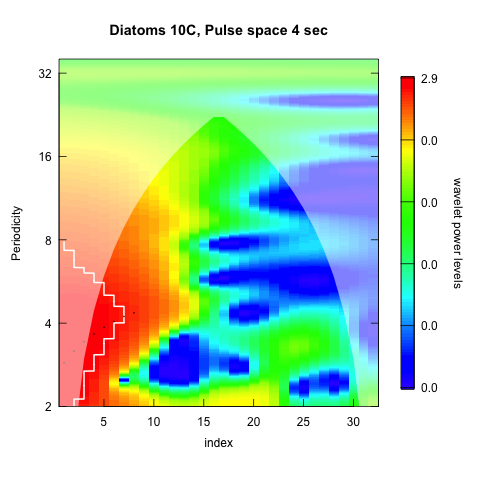 Diatoms 10C, Pulse space 4 sec
Periodicity
32
16
8
4
2
5 10 15 20 25 30
index
2.9
0.0
0.0
0.0
0.0
0.0
wavelet power levels